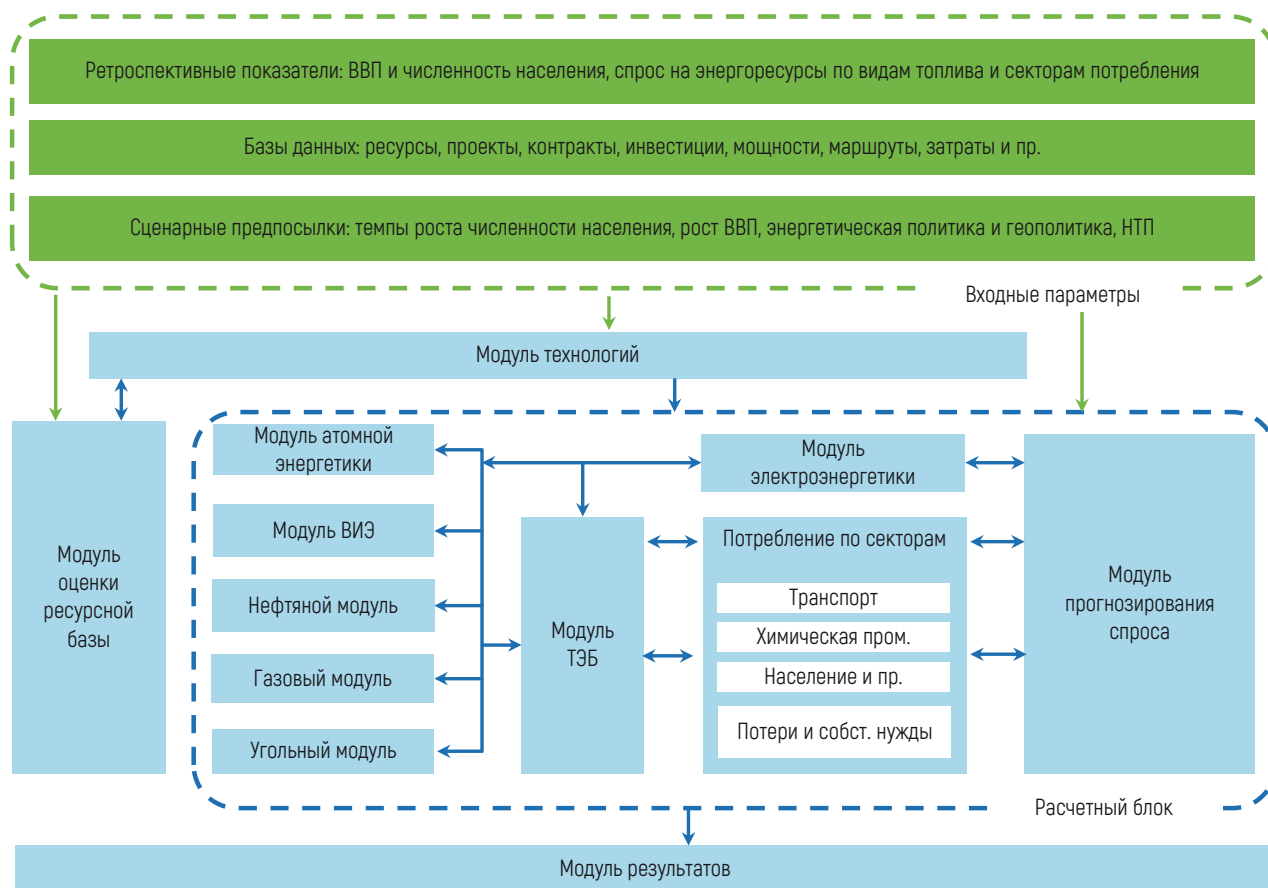 Ретроспективные показатели: ВВП и численность населения, спрос на энергоресурсы по видам топлива и секторам потребления
Базы данных: ресурсы, проекты, контракты, инвестиции, мощности, маршруты, затраты и пр.
Сценарные предпосылки: темпы роста численности населения, рост ВВП, энергетическая политика и геополитика, НТП
Входные параметры
Модуль технологий
Модуль
оценки
ресурсной
базы
Модуль атомной
энергетики
Модуль ВИЭ
Нефтяной модуль
Газовый модуль
Угольный модуль
Модуль
ТЭБ
Модуль
электроэнергетики
Потребление по секторам
Транспорт
Химическая пром.
Население и пр.
Потери и собст. нужды
Модуль
прогнозирования
спроса
Расчетный блок
Модуль результатов